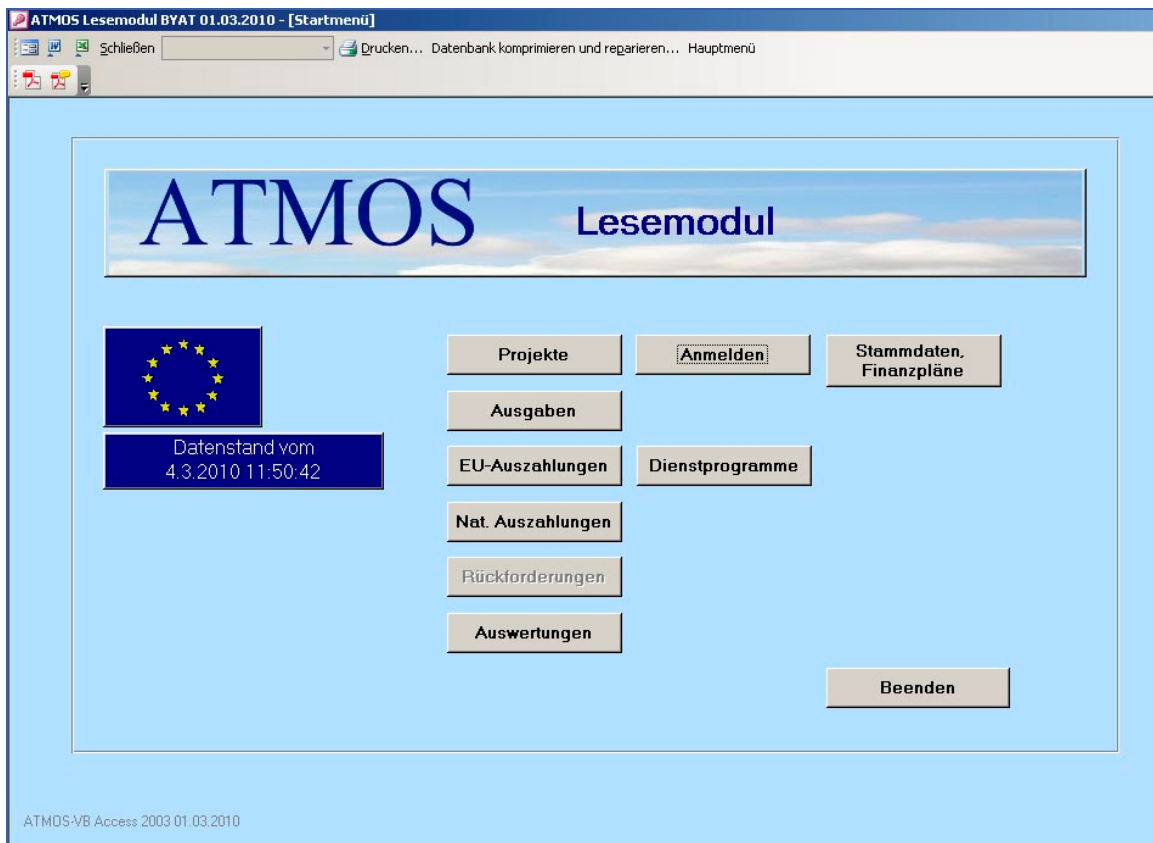 ATMOS Lesemodul BYAT 01.03.2010 - [Startmenü]
Schließen Drucken... Datenbank komprimieren und reparieren... Hauptmenü
ATMOS Lesemodul
Projekte Anmelden Stammdaten,
Finanzpläne
Ausgaben
Datenstand vom
4.3.2010 11:50:42
EU-Auszahlungen Dienstprogramme
Nat. Auszahlungen
Rückforderungen
Auswertungen
Beenden
ATMOS-VB Access 2003 01.03.2010